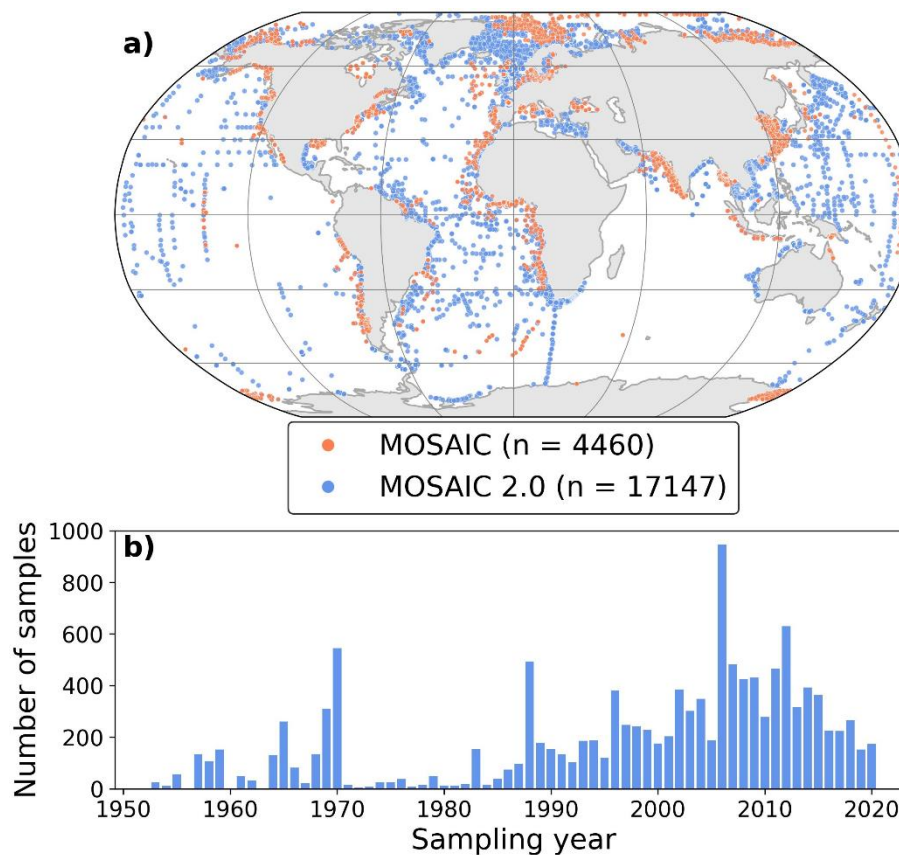 a)
MOSAIC (n = 4460)
MOSAIC 2.0 (n = 17147)
b)
Number of samples
1000
800
600
400
200
0
1950 1960 1970 1980 1990 2000 2010 2020
Sampling year